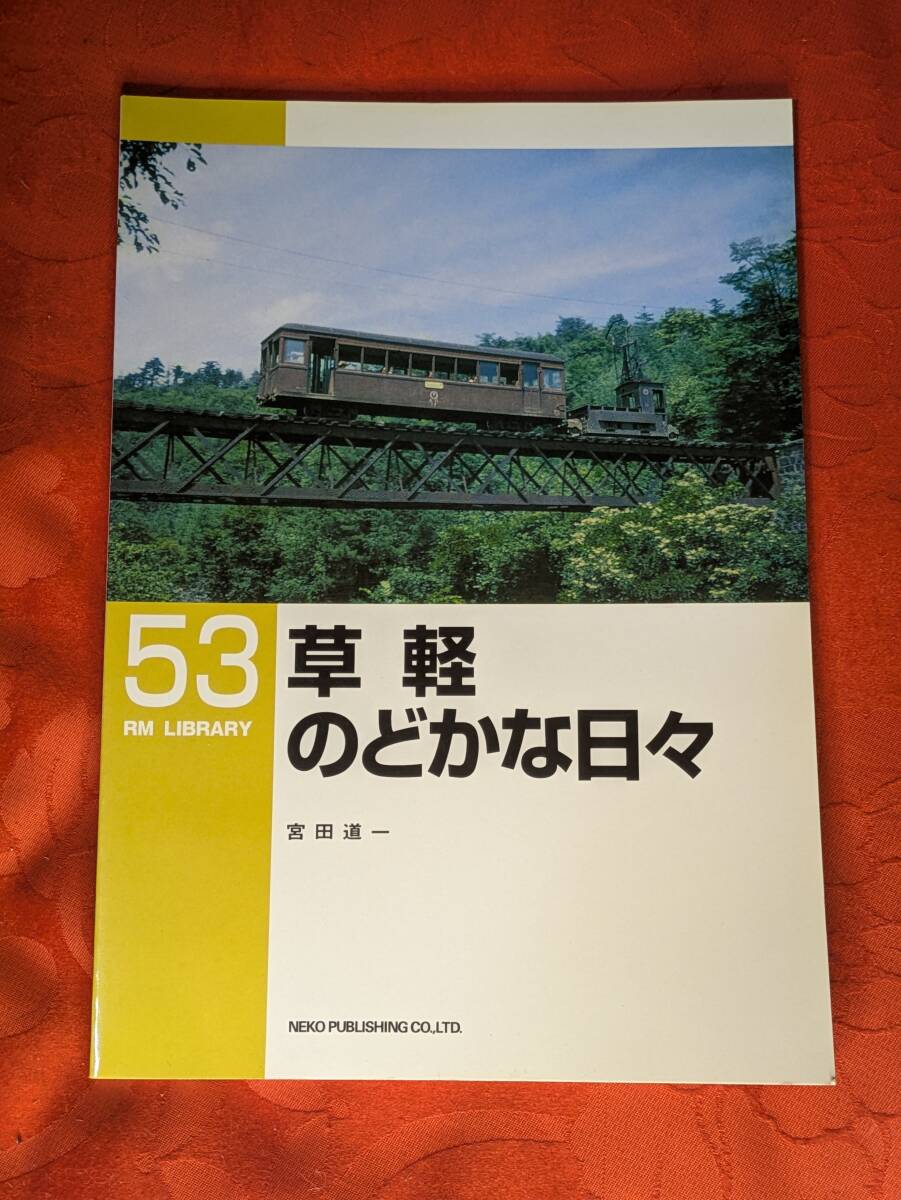 53
RM LIBRARY
草軽
のどかな日々
宮田道一
NEKO PUBLISHING CO.,LTD.